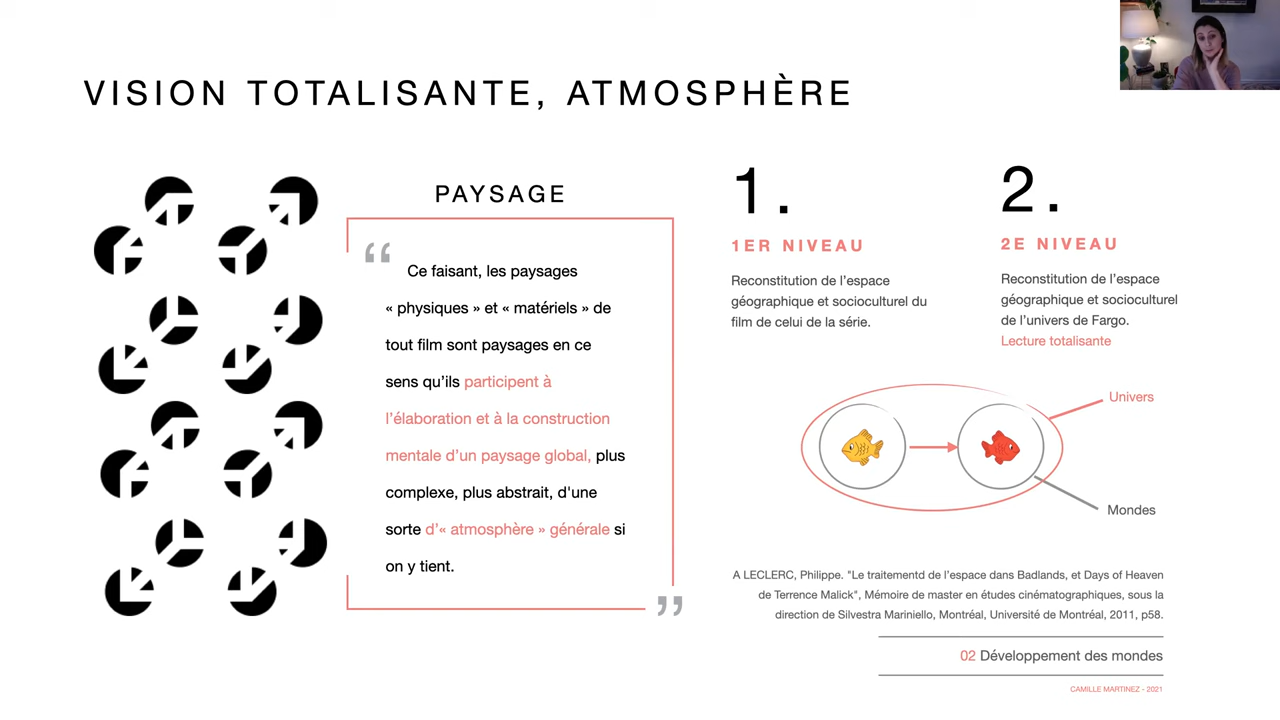 VISION TOTALISANTE, ATMOSPHÈRE
PAYSAGE
“
Ce faisant, les paysages
« physiques » et « matériels » de
tout film sont paysages en ce
sens qu’ils participent à
l’élaboration et à la construction
mentale d’un paysage global, plus
complexe, plus abstrait, d'une
sorte d’« atmosphère » générale si
on y tient.
”
1.
1ER NIVEAU
Reconstitution de l’espace
géographique et socioculturel du
film de celui de la série.
2.
2E NIVEAU
Reconstitution de l’espace
géographique et socioculturel
de l’univers de Fargo.
Lecture totalisante
Univers
Mondes
A LECLERC, Philippe. "Le traitementd de l’espace dans Badlands, et Days of Heaven
de Terrence Malick", Mémoire de master en études cinématographiques, sous la
direction de Silvestra Mariniello, Montréal, Université de Montréal, 2011, p58.
02 Développement des mondes
CAMILLE MARTINEZ - 2021